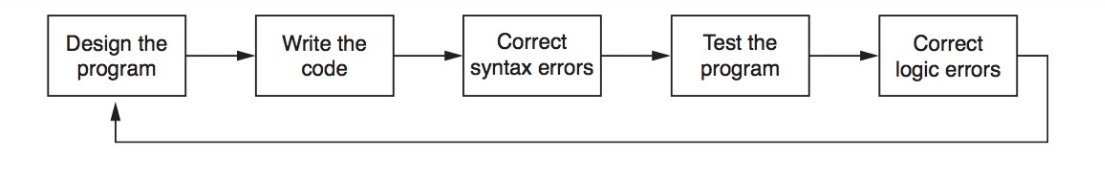 Design the
program
Write the
code
Correct
syntax errors
Test the
program
Correct
logic errors